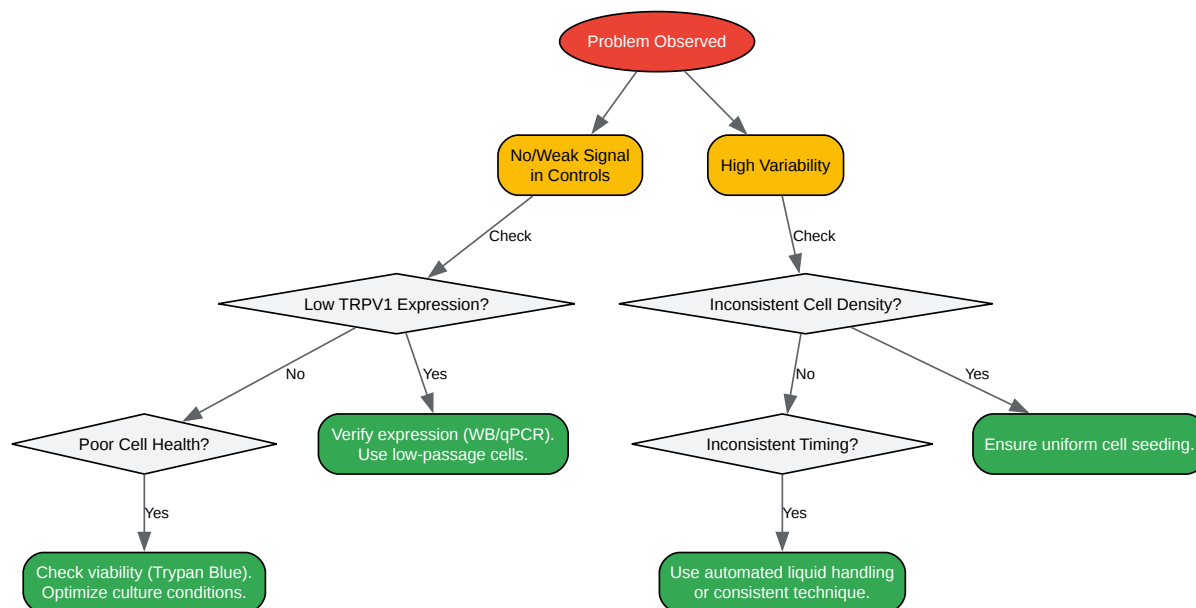 Problem Observed
No/Weak Signal
in Controls
High Variability
Check
Check
Low TRPV1 Expression?
Inconsistent Cell Density?
No
Yes
No
Yes
Poor Cell Health?
Verify expression (WB/qPCR).
Use low-passage cells.
Inconsistent Timing?
Ensure uniform cell seeding.
Yes
Yes
Check viability (Trypan Blue).
Optimize culture conditions.
Use automated liquid handling
or consistent technique.